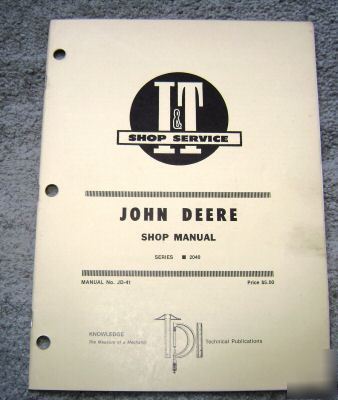 I&T
SHOP SERVICE
JOHN DEERE
SHOP MANUAL
SERIES ■ 2040
MANUAL No. JD-41 Price $5.00
KNOWLEDGE
The Measure of a Mechanic
Technical Publications